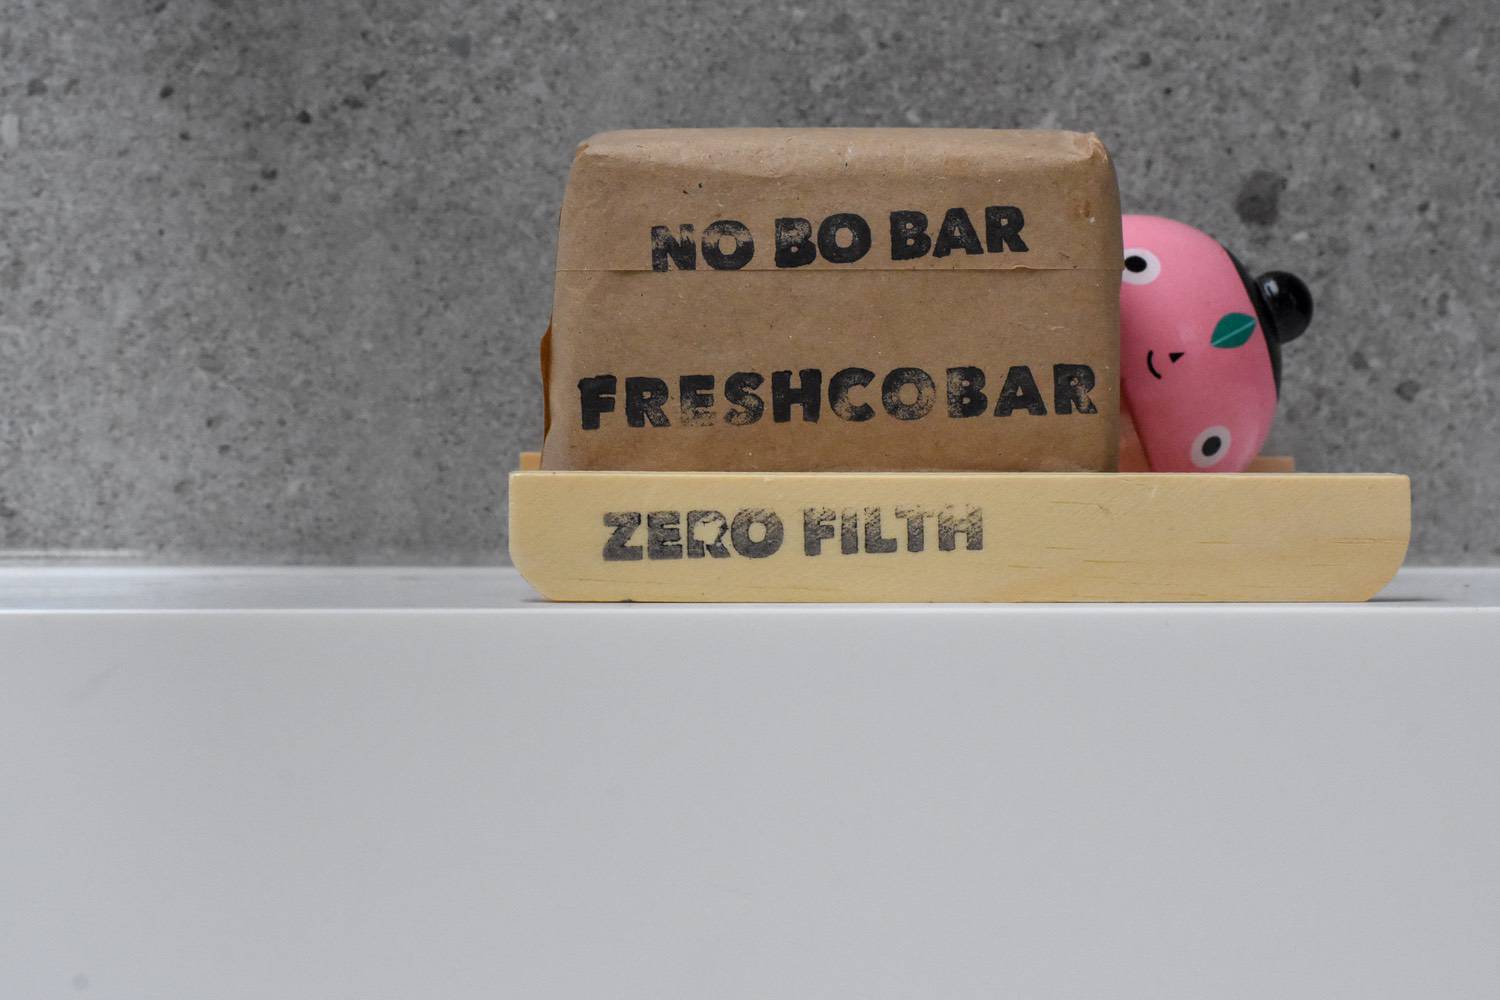 NO BO BAR
FRESHCOBAR
ZERO FILTH